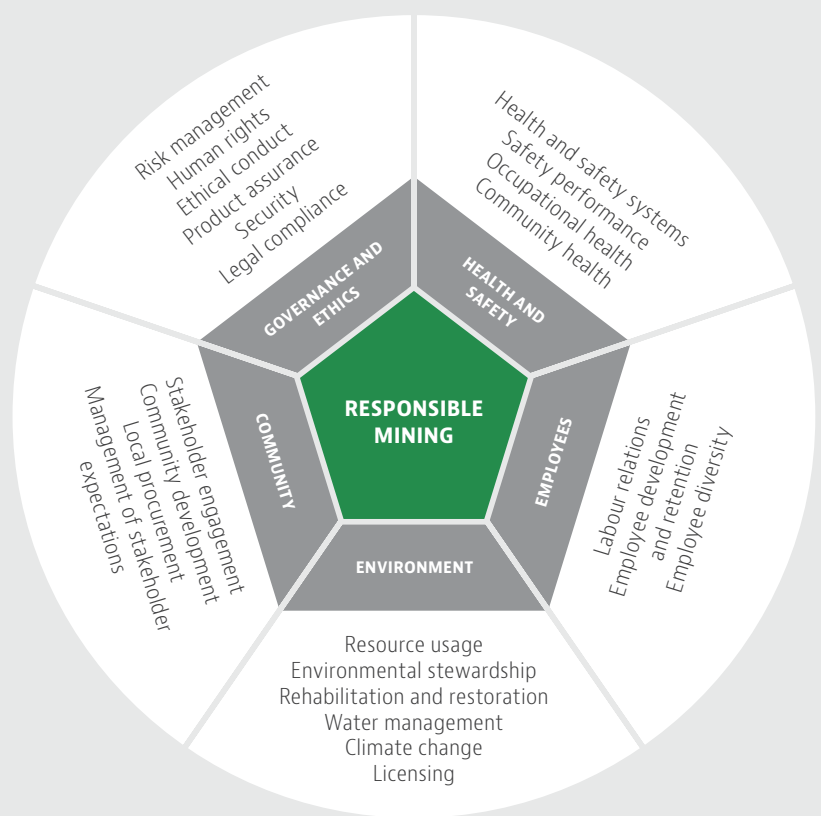 RESPONSIBLE
MINING
GOVERNANCE AND
ETHICS
Risk management
Human rights
Ethical conduct
Product assurance
Security
Legal compliance
HEALTH AND
SAFETY
Health and safety systems
Safety performance
Occupational health
Community health
EMPLOYEES
Labour relations
Employee development
and retention
Employee diversity
ENVIRONMENT
Resource usage
Environmental stewardship
Rehabilitation and restoration
Water management
Climate change
Licensing
COMMUNITY
Stakeholder engagement
Community development
Local procurement
Management of stakeholder
expectations